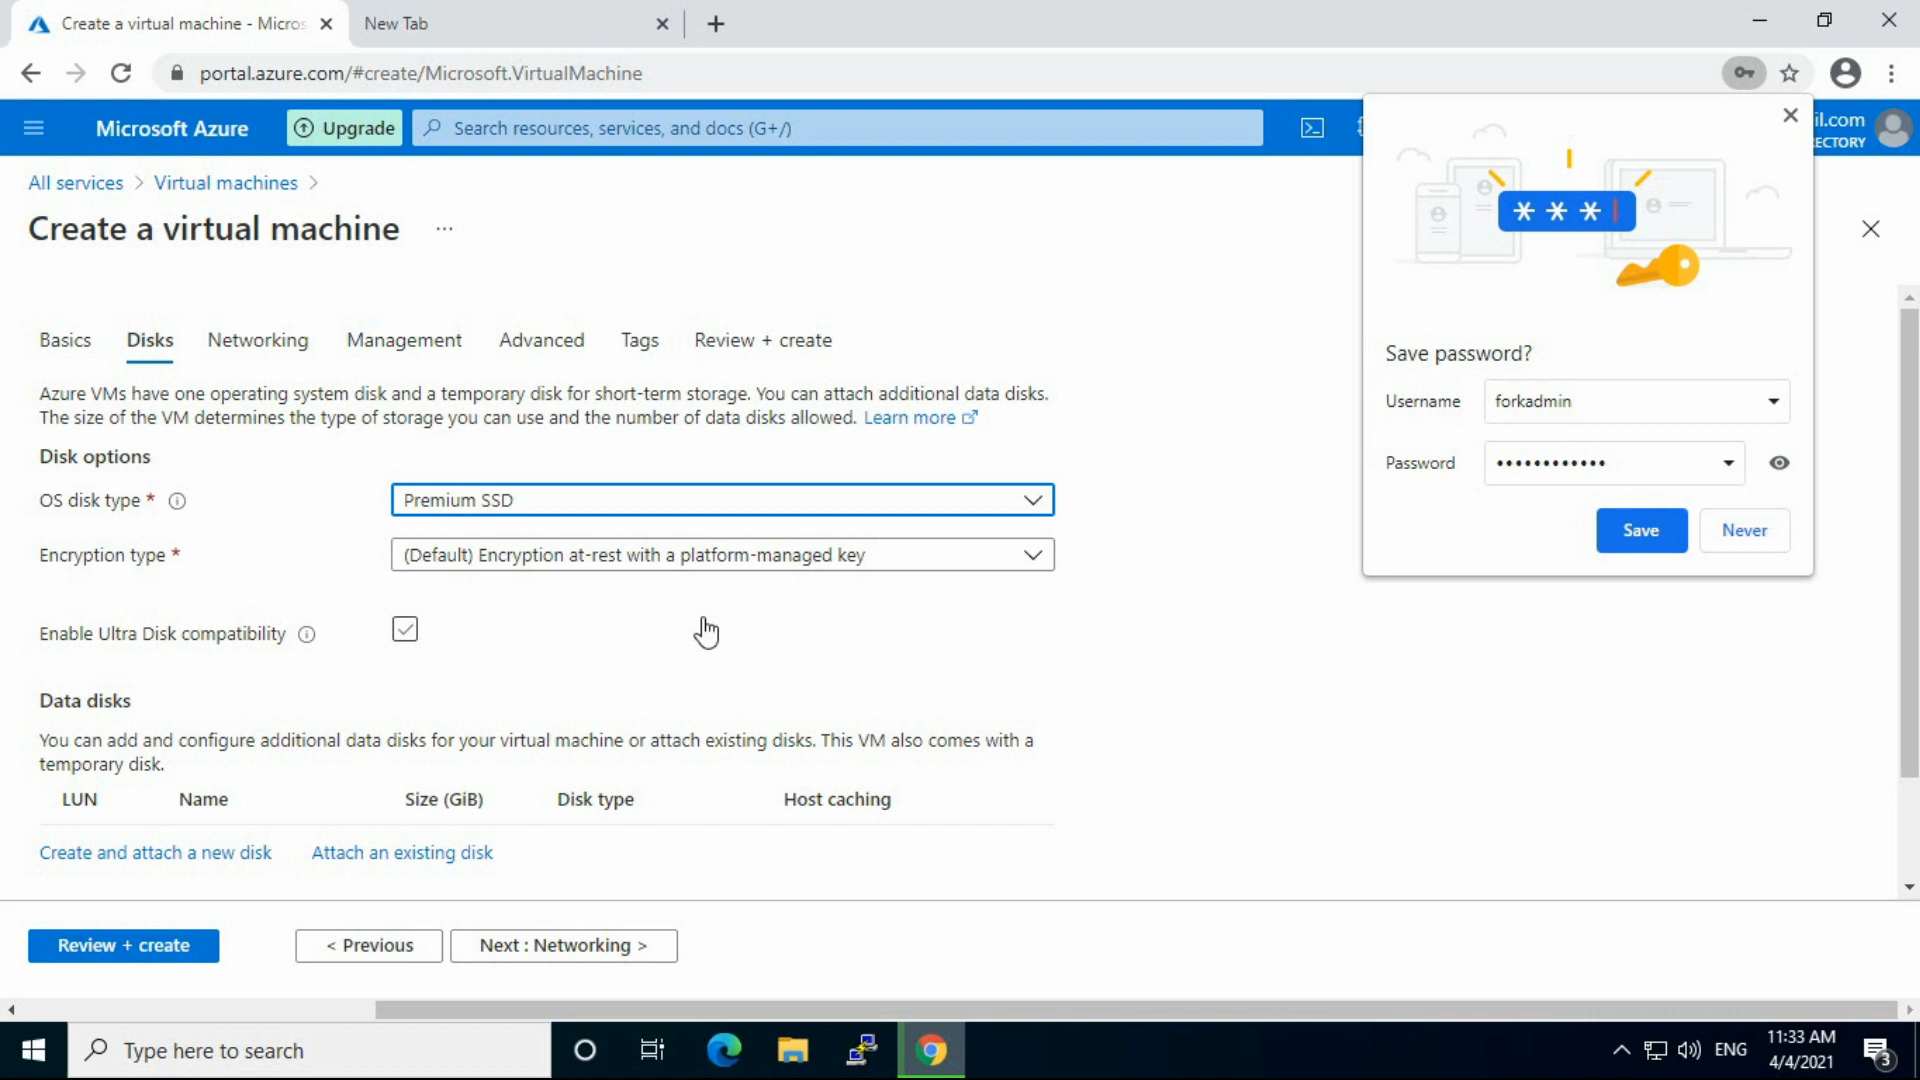 Create a virtual machine - Micros
New Tab
portal.azure.com/#create/Microsoft.VirtualMachine
Microsoft Azure
Upgrade
Search resources, services, and docs (G+/)
il.com
ECTORY
All services > Virtual machines >
Create a virtual machine ...
Basics
Disks
Networking
Management
Advanced
Tags
Review + create
Azure VMs have one operating system disk and a temporary disk for short-term storage. You can attach additional data disks.
The size of the VM determines the type of storage you can use and the number of data disks allowed. Learn more
Disk options
OS disk type *
Premium SSD
Encryption type *
(Default) Encryption at-rest with a platform-managed key
Enable Ultra Disk compatibility
Data disks
You can add and configure additional data disks for your virtual machine or attach existing disks. This VM also comes with a
temporary disk.
LUN
Name
Size (GiB)
Disk type
Host caching
Create and attach a new disk
Attach an existing disk
Review + create
< Previous
Next : Networking >
* * *
Save password?
Username
forkadmin
Password
••••••••••••
Save
Never
Type here to search
ENG
11:33 AM
4/4/2021
3